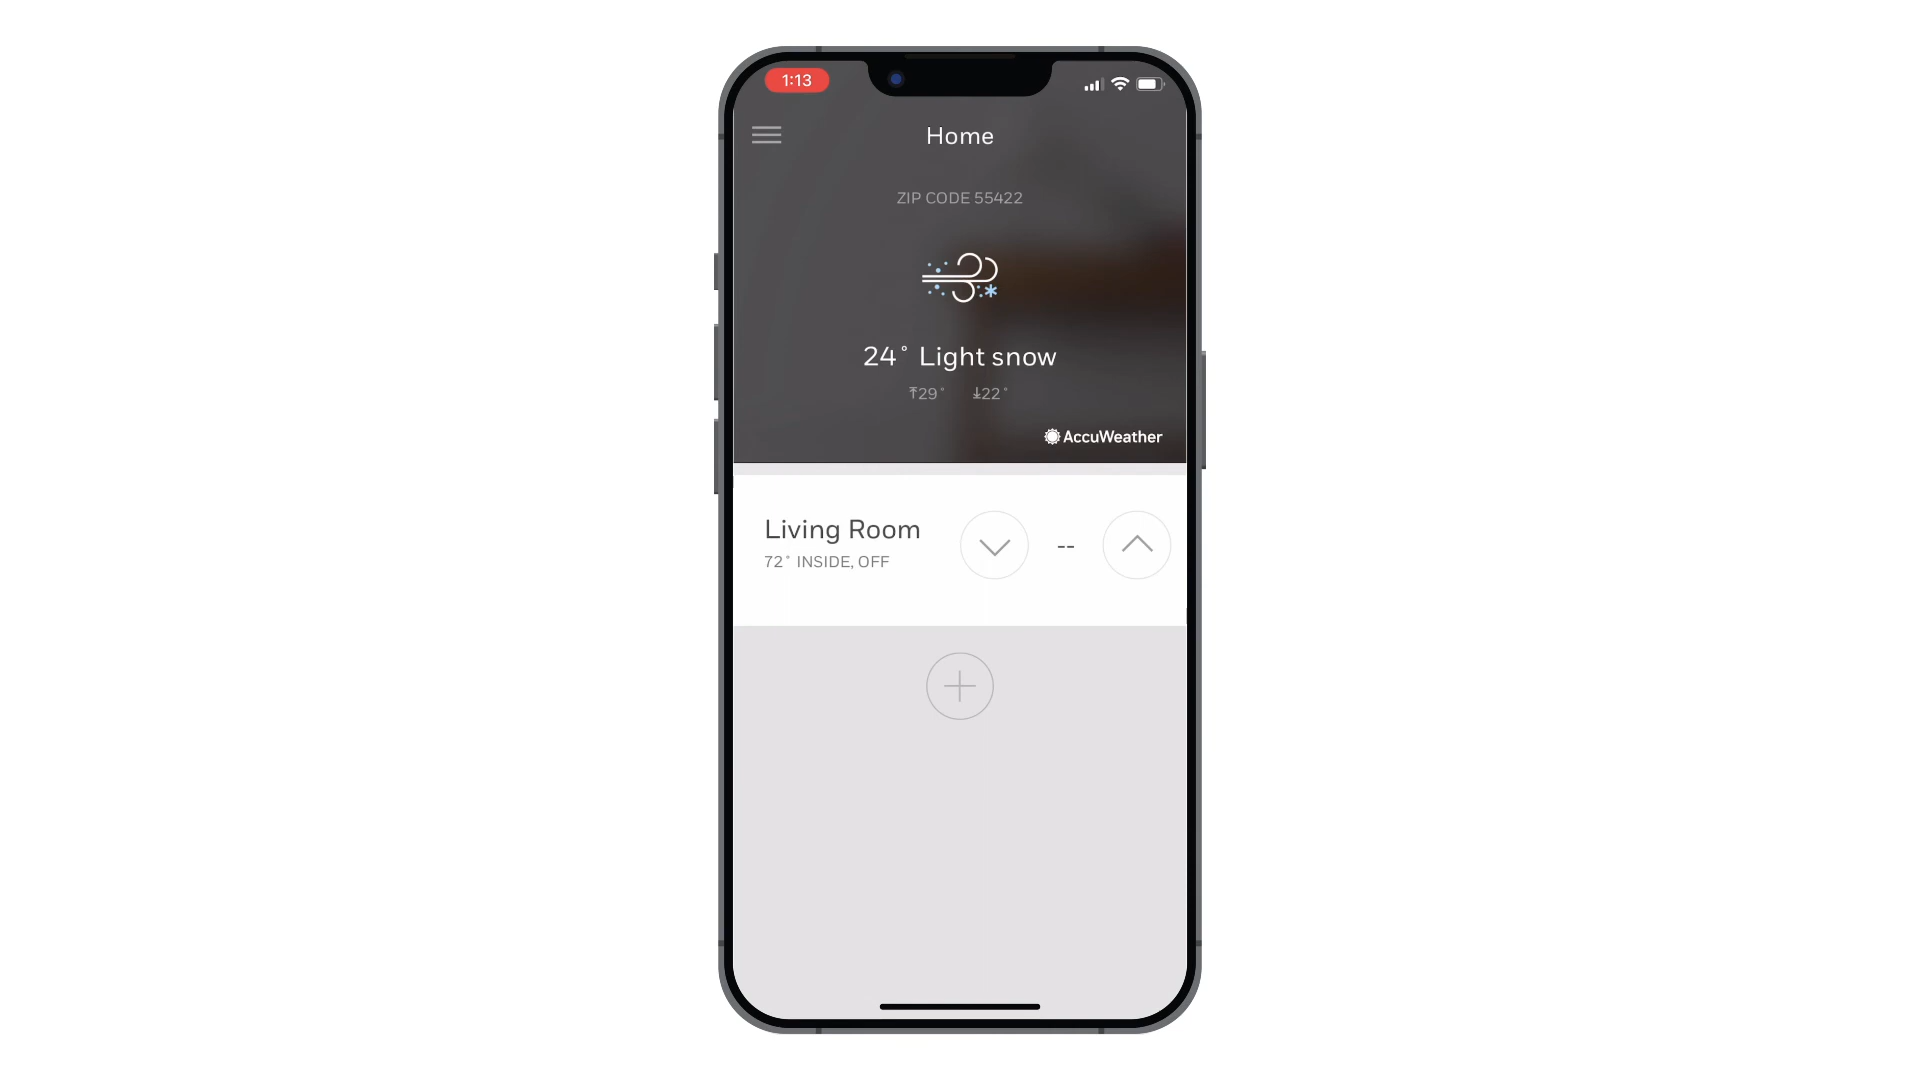 1:13
Home
ZIP CODE 55422
24° Light snow
29° 22°
AccuWeather
Living Room
72° INSIDE, OFF
--